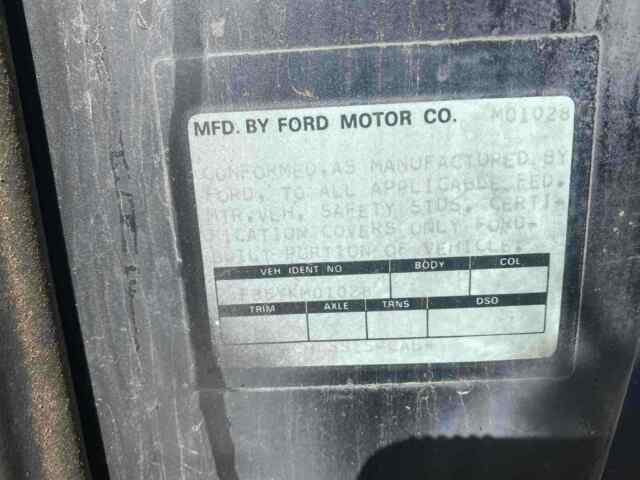 MFD. BY FORD MOTOR CO. M01028
CONFORMED,AS MANUFACTURED BY
FORD, TO ALL APPLICABLE FED.
MTR.VEH. SAFETY STDS. CERTI-
FICATION COVERS ONLY FORD-
BUILT PORTION OF VEHICLE.
VEH IDENT NO BODY COL
TRIM AXLE TRNS DSO